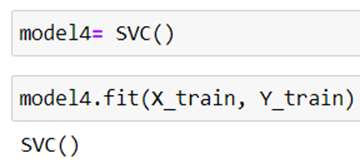 model4= SVC()
model4.fit(X_train, Y_train)
SVC()